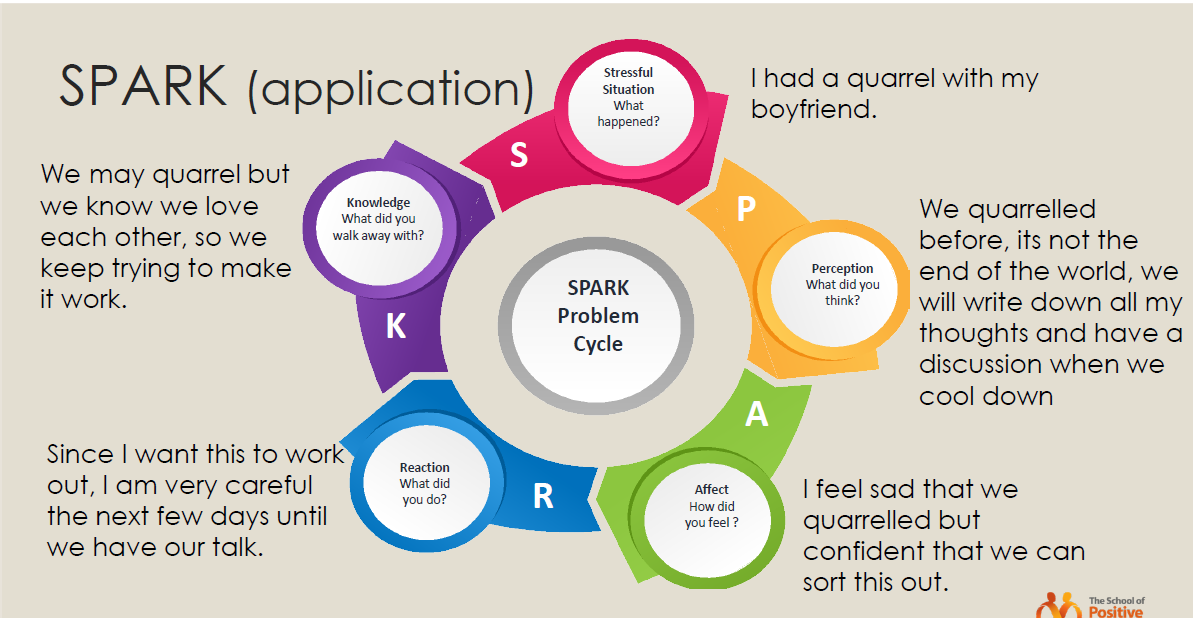 SPARK (application)
S
Stressful
Situation
What
happened?
I had a quarrel with my
boyfriend.
P
Perception
What did you
think?
We quarrelled
before, its not the
end of the world, we
will write down all my
thoughts and have a
discussion when we
cool down
A
Affect
How did
you feel ?
I feel sad that we
quarrelled but
confident that we can
sort this out.
R
Reaction
What did
you do?
Since I want this to work
out, I am very careful
the next few days until
we have our talk.
K
Knowledge
What did you
walk away with?
We may quarrel but
we know we love
each other, so we
keep trying to make
it work.
SPARK
Problem
Cycle
The School of
Positive